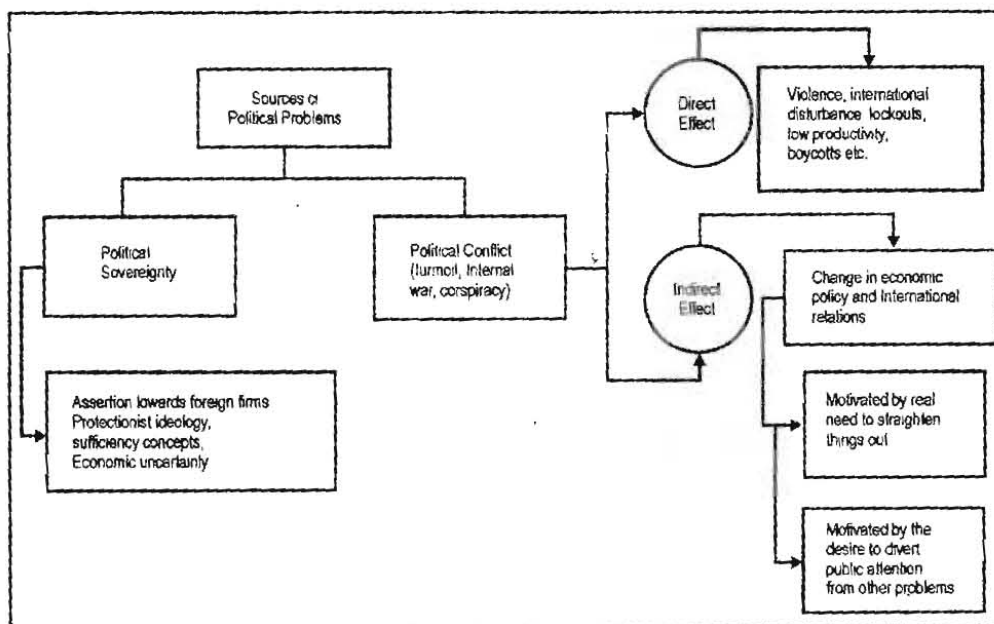 Sources of
Political Problems
Political
Sovereignty
Assertion towards foreign firms
Protectionist ideology,
sufficiency concepts,
Economic uncertainty
Political Conflict
(turmoil, Internal
war, conspiracy)
Direct
Effect
Violence, international
disturbance lockouts,
low productivity,
boycotts etc.
Indirect
Effect
Change in economic
policy and International
relations
Motivated by real
need to straighten
things out
Motivated by the
desire to divert
public attention
from other problems